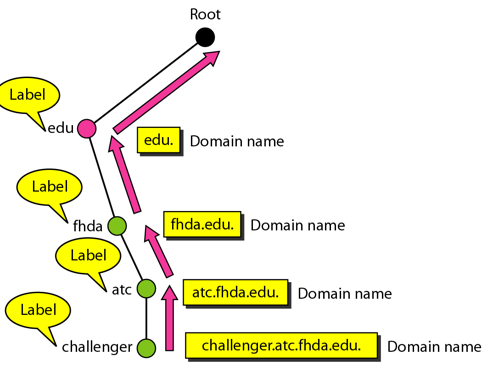 Root
Label
edu
edu. Domain name
Label
fhda
fhda.edu. Domain name
Label
atc
atc.fhda.edu. Domain name
Label
challenger
challenger.atc.fhda.edu. Domain name